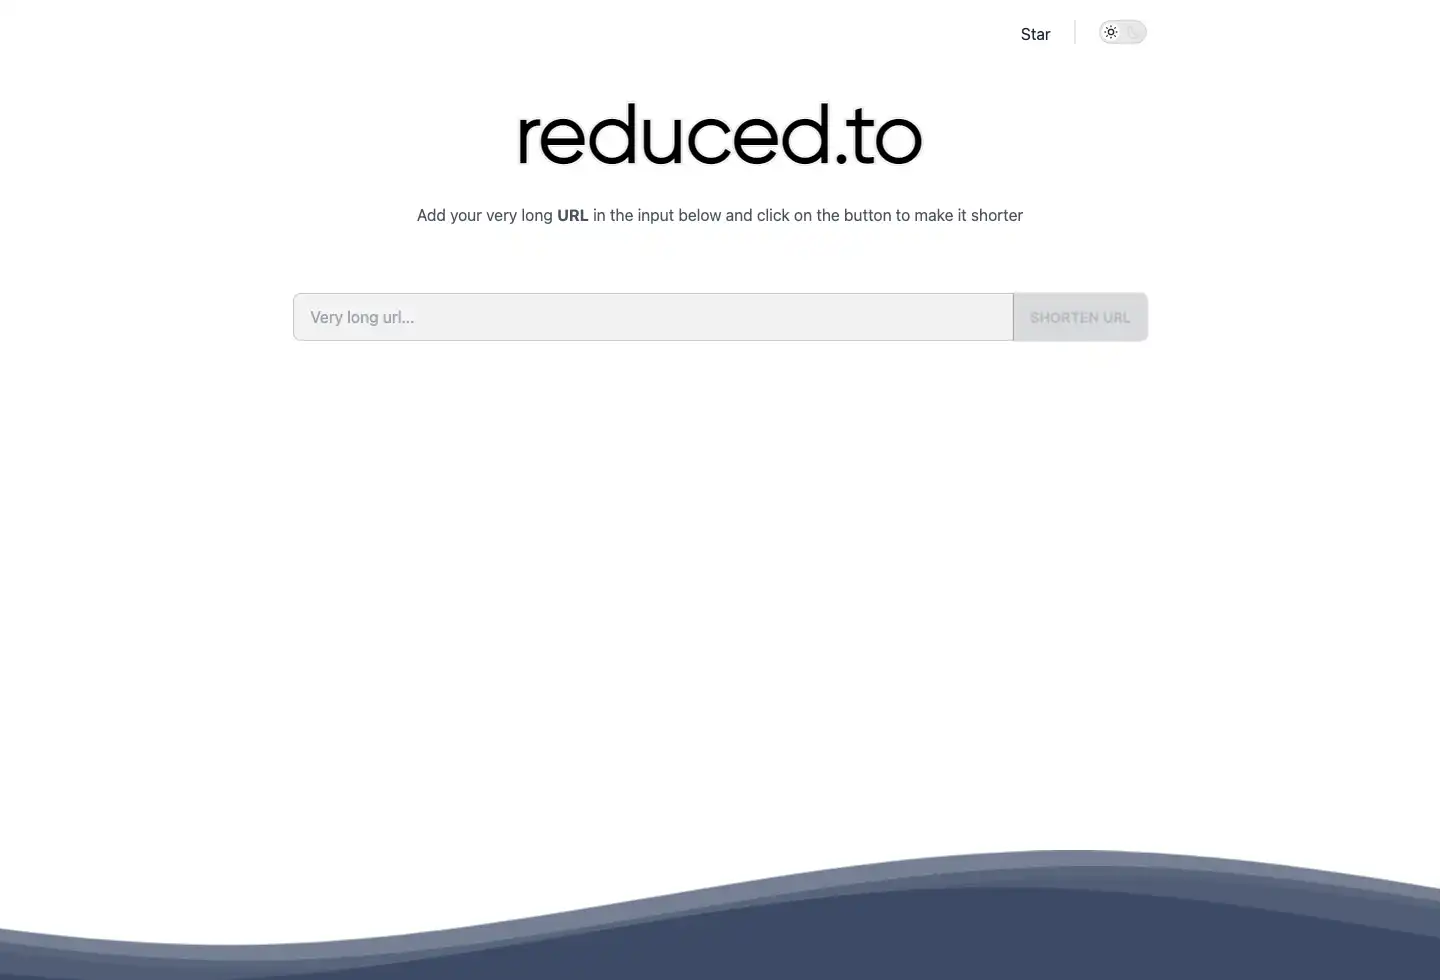 Star
reduced.to
Add your very long URL in the input below and click on the button to make it shorter
Very long url...
SHORTEN URL